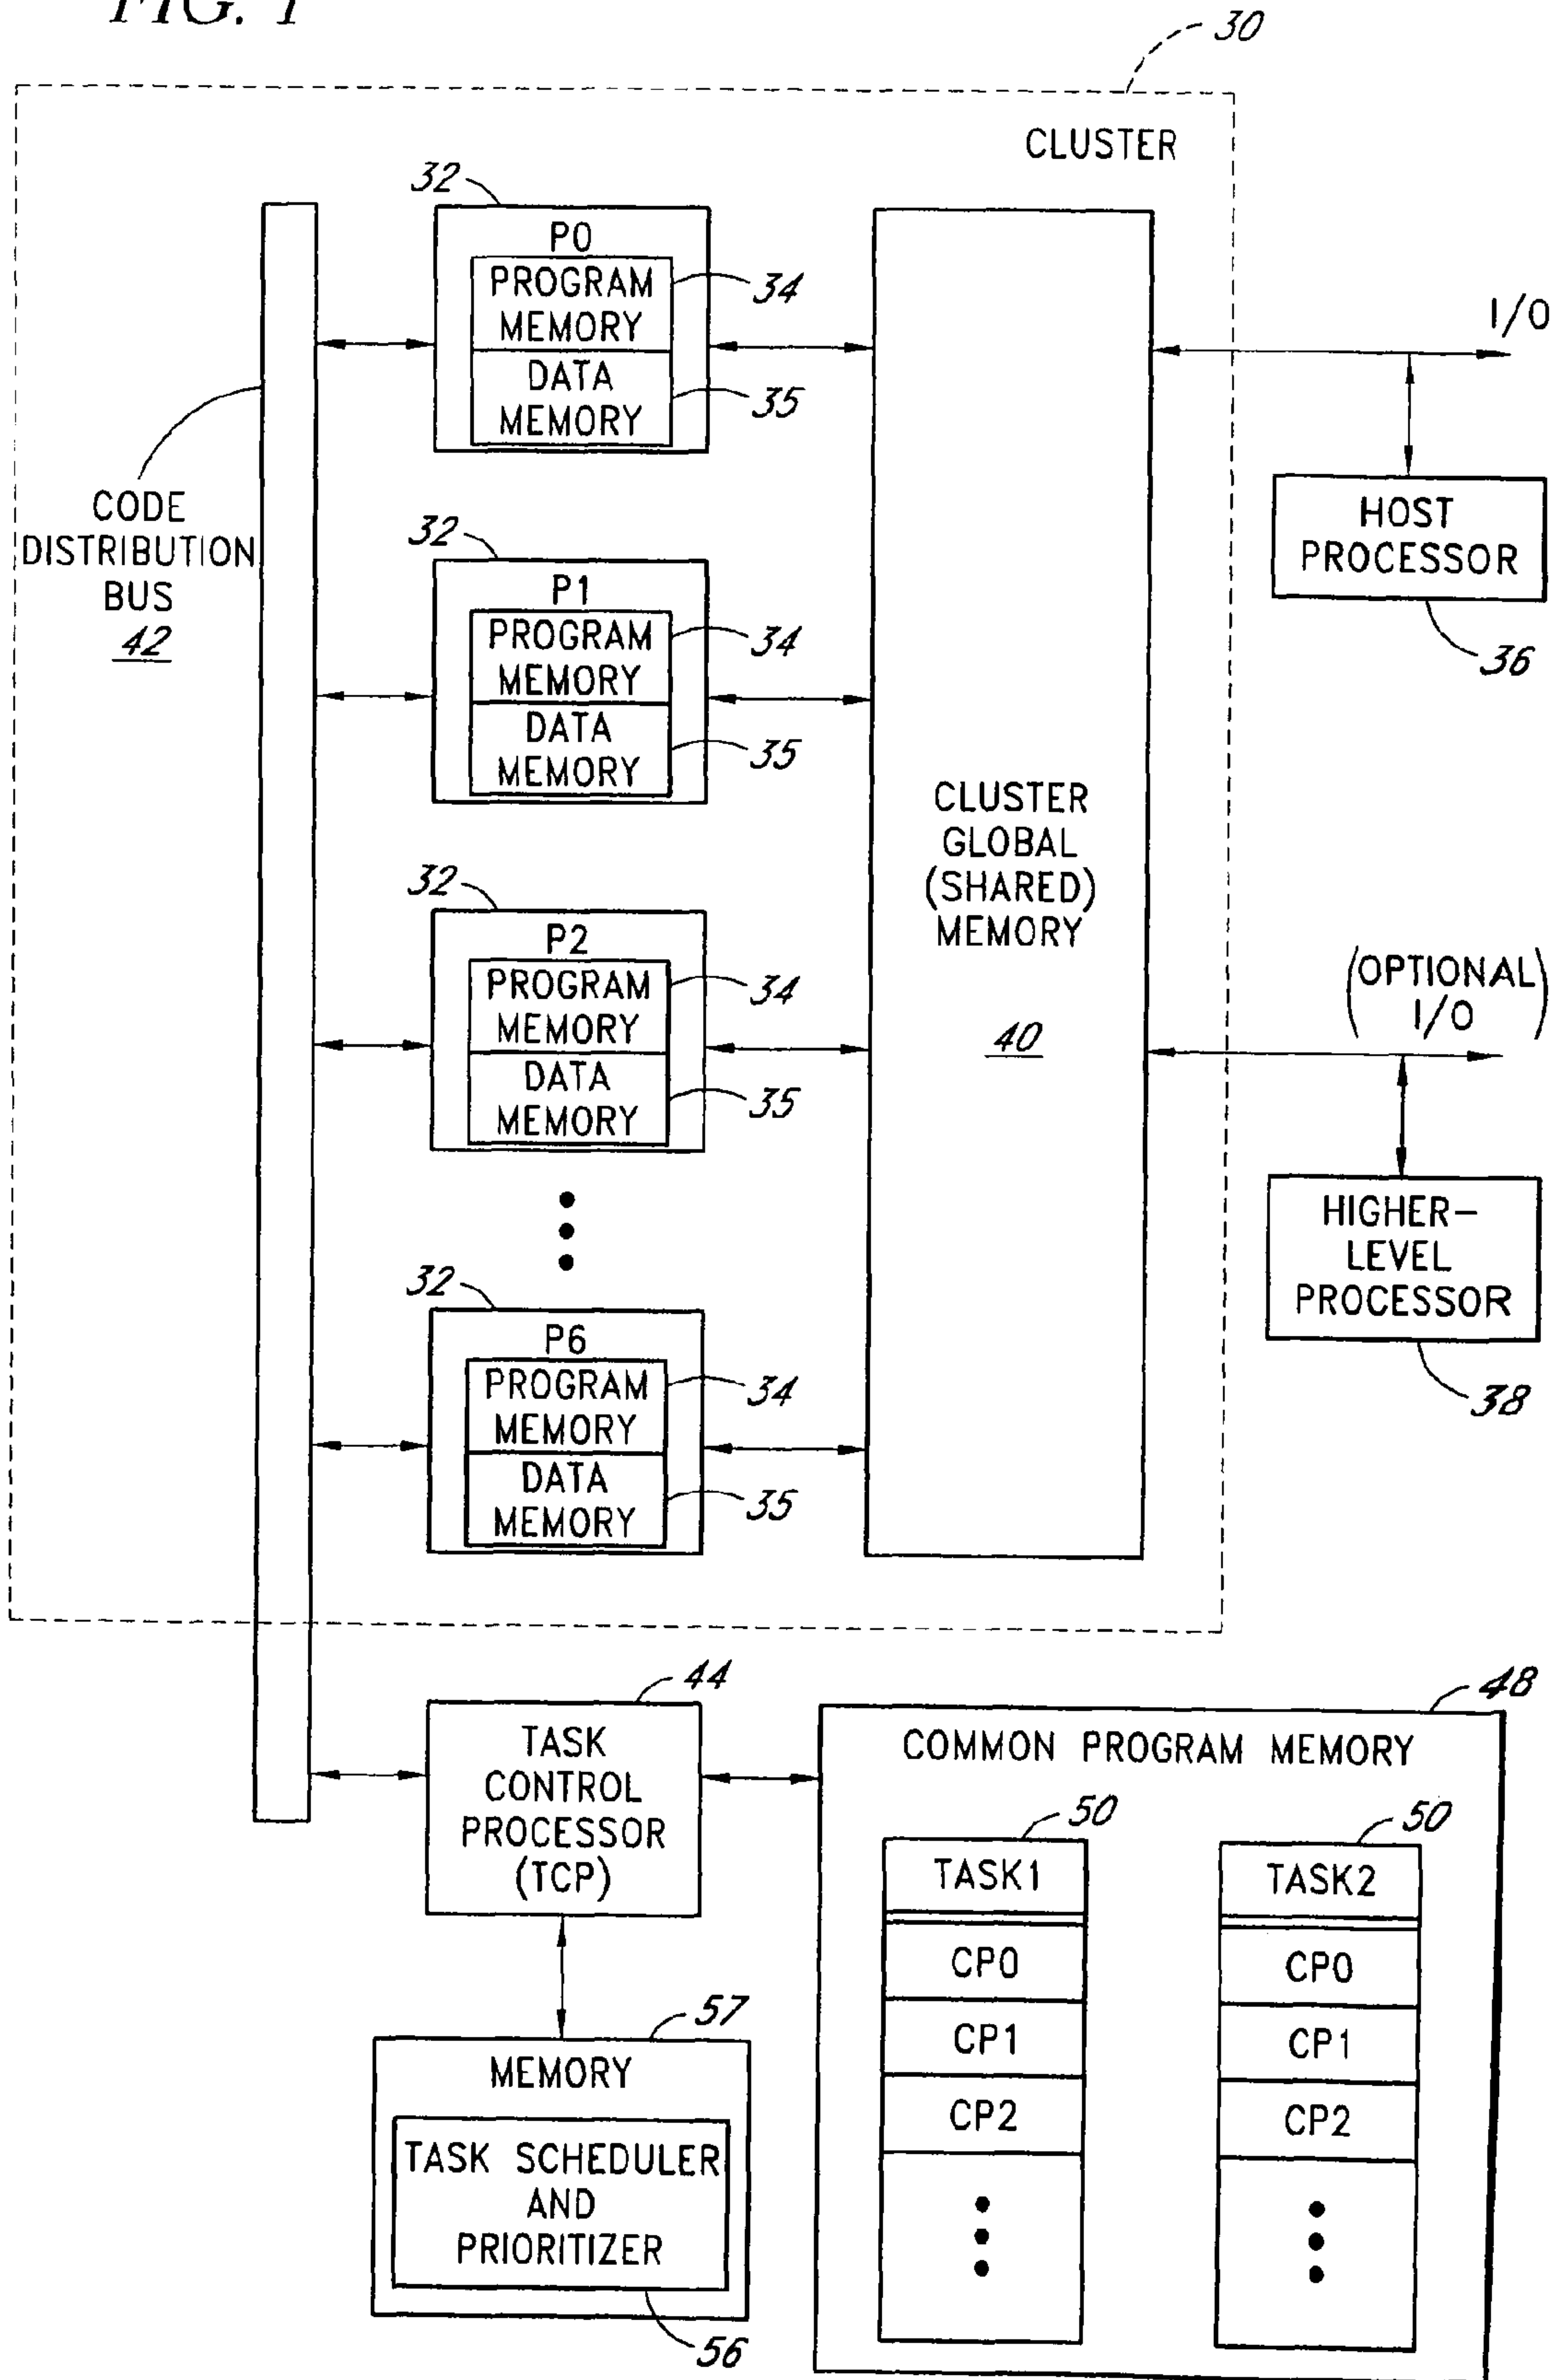 FIG. 1
30
CLUSTER
32
P0
PROGRAM
MEMORY
34
DATA
MEMORY
35
I/O
CODE
DISTRIBUTION
BUS
42
HOST
PROCESSOR
36
32
P1
PROGRAM
MEMORY
34
DATA
MEMORY
35
CLUSTER
GLOBAL
(SHARED)
MEMORY
40
32
P2
PROGRAM
MEMORY
34
DATA
MEMORY
35
(OPTIONAL)
I/O
HIGHER-
LEVEL
PROCESSOR
38
32
P6
PROGRAM
MEMORY
34
DATA
MEMORY
35
44
TASK
CONTROL
PROCESSOR
(TCP)
48
COMMON PROGRAM MEMORY
50
TASK1
CP0
CP1
CP2
50
TASK2
CP0
CP1
CP2
57
MEMORY
TASK SCHEDULER
AND
PRIORITIZER
56